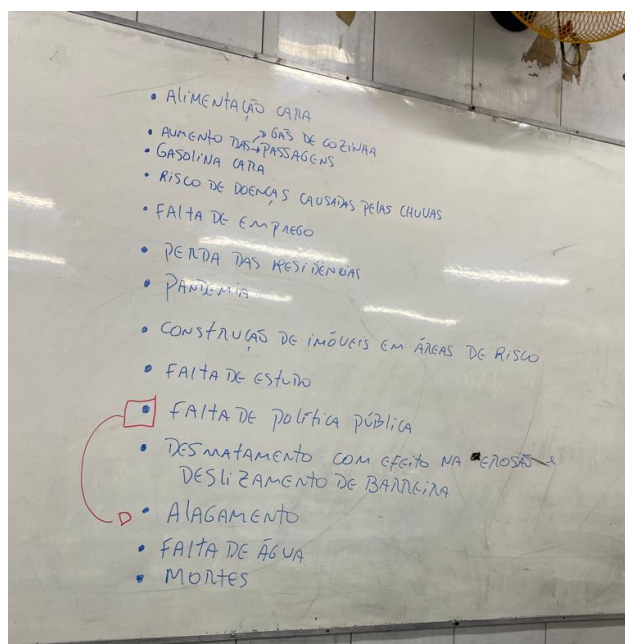 • ALIMENTAÇÃO CARA
• AUMENTO DAS → GÁS DE COZINHA
→ PASSAGENS
• GASOLINA CARA
• RISCO DE DOENÇAS CAUSADAS PELAS CHUVAS
• FALTA DE EMPREGO
• PERDA DAS RESIDÊNCIAS
• PANDEMIA
• CONSTRUÇÃO DE IMÓVEIS EM ÁREAS DE RISCO
• FALTA DE ESTUDO
• FALTA DE POLÍTICA PÚBLICA
• DESMATAMENTO COM EFEITO NA EROSÃO e
DESLIZAMENTO DE BARREIRA
• ALAGAMENTO
• FALTA DE ÁGUA
• MORTES